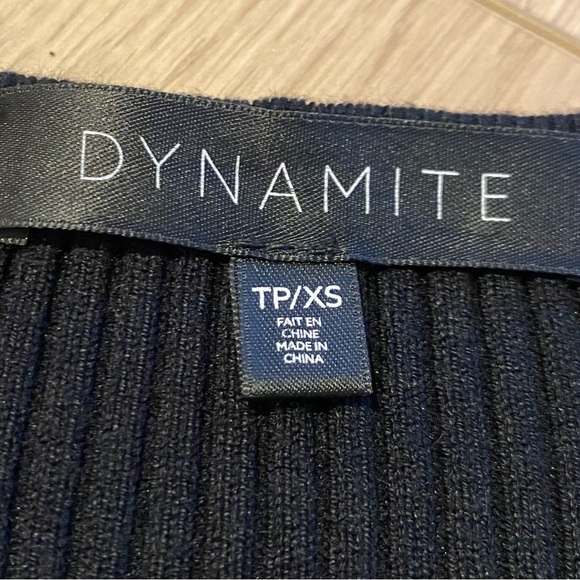 DYNAMITE
TP/XS
FAIT EN
CHINE
MADE IN
CHINA